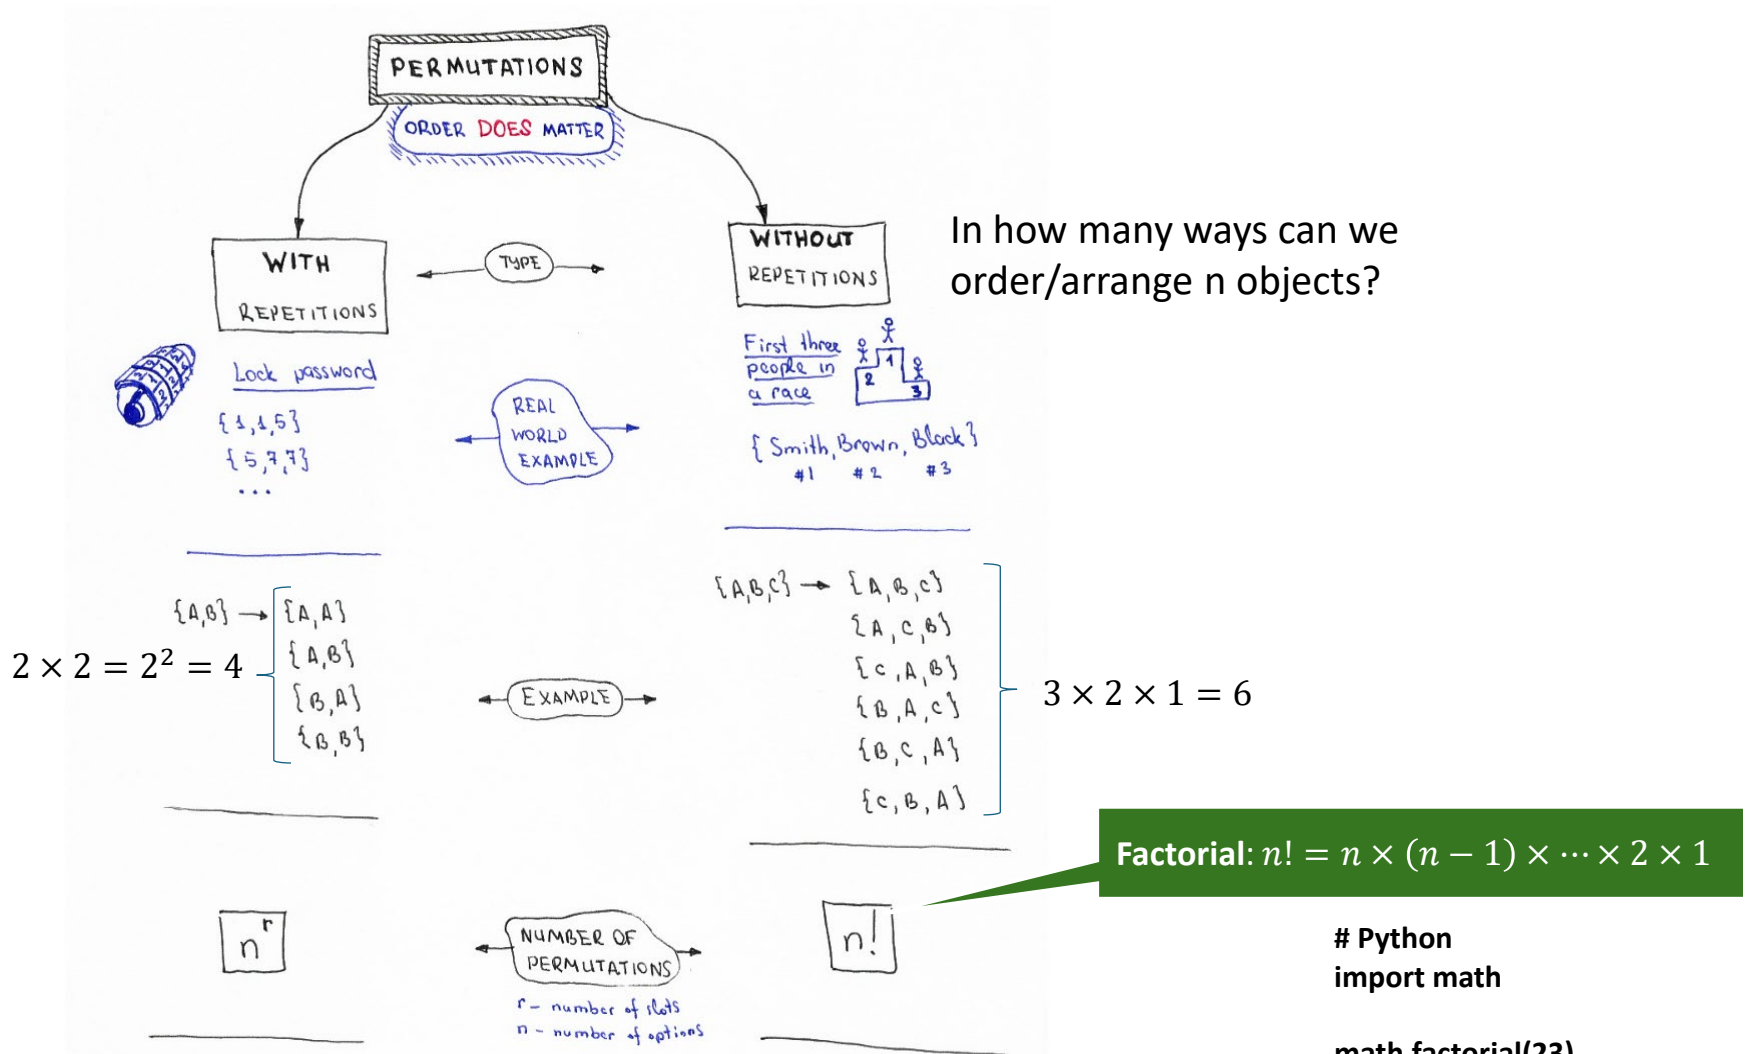 PERMUTATIONS
ORDER DOES MATTER
WITH
REPETITIONS
TYPE
WITHOUT
REPETITIONS
In how many ways can we
order/arrange n objects?
Lock password
{1,1,5}
{5,7,7}
...
REAL
WORLD
EXAMPLE
First three
people in
a race
1
2
3
{Smith, Brown, Black}
#1 #2 #3
{A,B} → {A,A}
{A,B}
{B,A}
{B,B}
2 × 2 = 2² = 4
EXAMPLE
{A,B,C} → {A,B,C}
{A,C,B}
{C,A,B}
{B,A,C}
{B,C,A}
{C,B,A}
3 × 2 × 1 = 6
Factorial: n! = n × (n − 1) × ⋯ × 2 × 1
nʳ
NUMBER OF
PERMUTATIONS
r - number of slots
n - number of options
n!
# Python
import math
math.factorial(23)